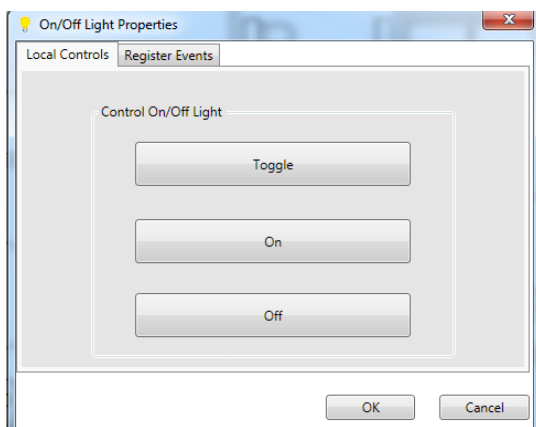 On/Off Light Properties
Local Controls Register Events
Control On/Off Light
Toggle
On
Off
OK Cancel